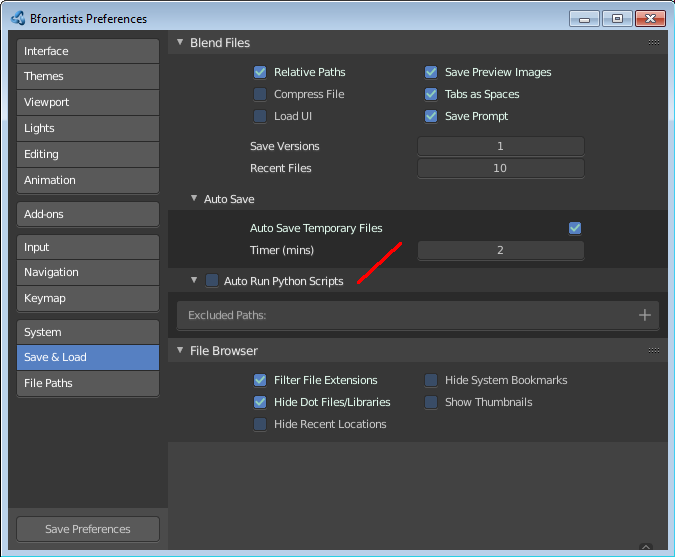 Bforartists Preferences
Interface
Themes
Viewport
Lights
Editing
Animation
Add-ons
Input
Navigation
Keymap
System
Save & Load
File Paths
Save Preferences
Blend Files
Relative Paths
Save Preview Images
Compress File
Tabs as Spaces
Load UI
Save Prompt
Save Versions 1
Recent Files 10
Auto Save
Auto Save Temporary Files
Timer (mins) 2
Auto Run Python Scripts
Excluded Paths:
File Browser
Filter File Extensions
Hide System Bookmarks
Hide Dot Files/Libraries
Show Thumbnails
Hide Recent Locations